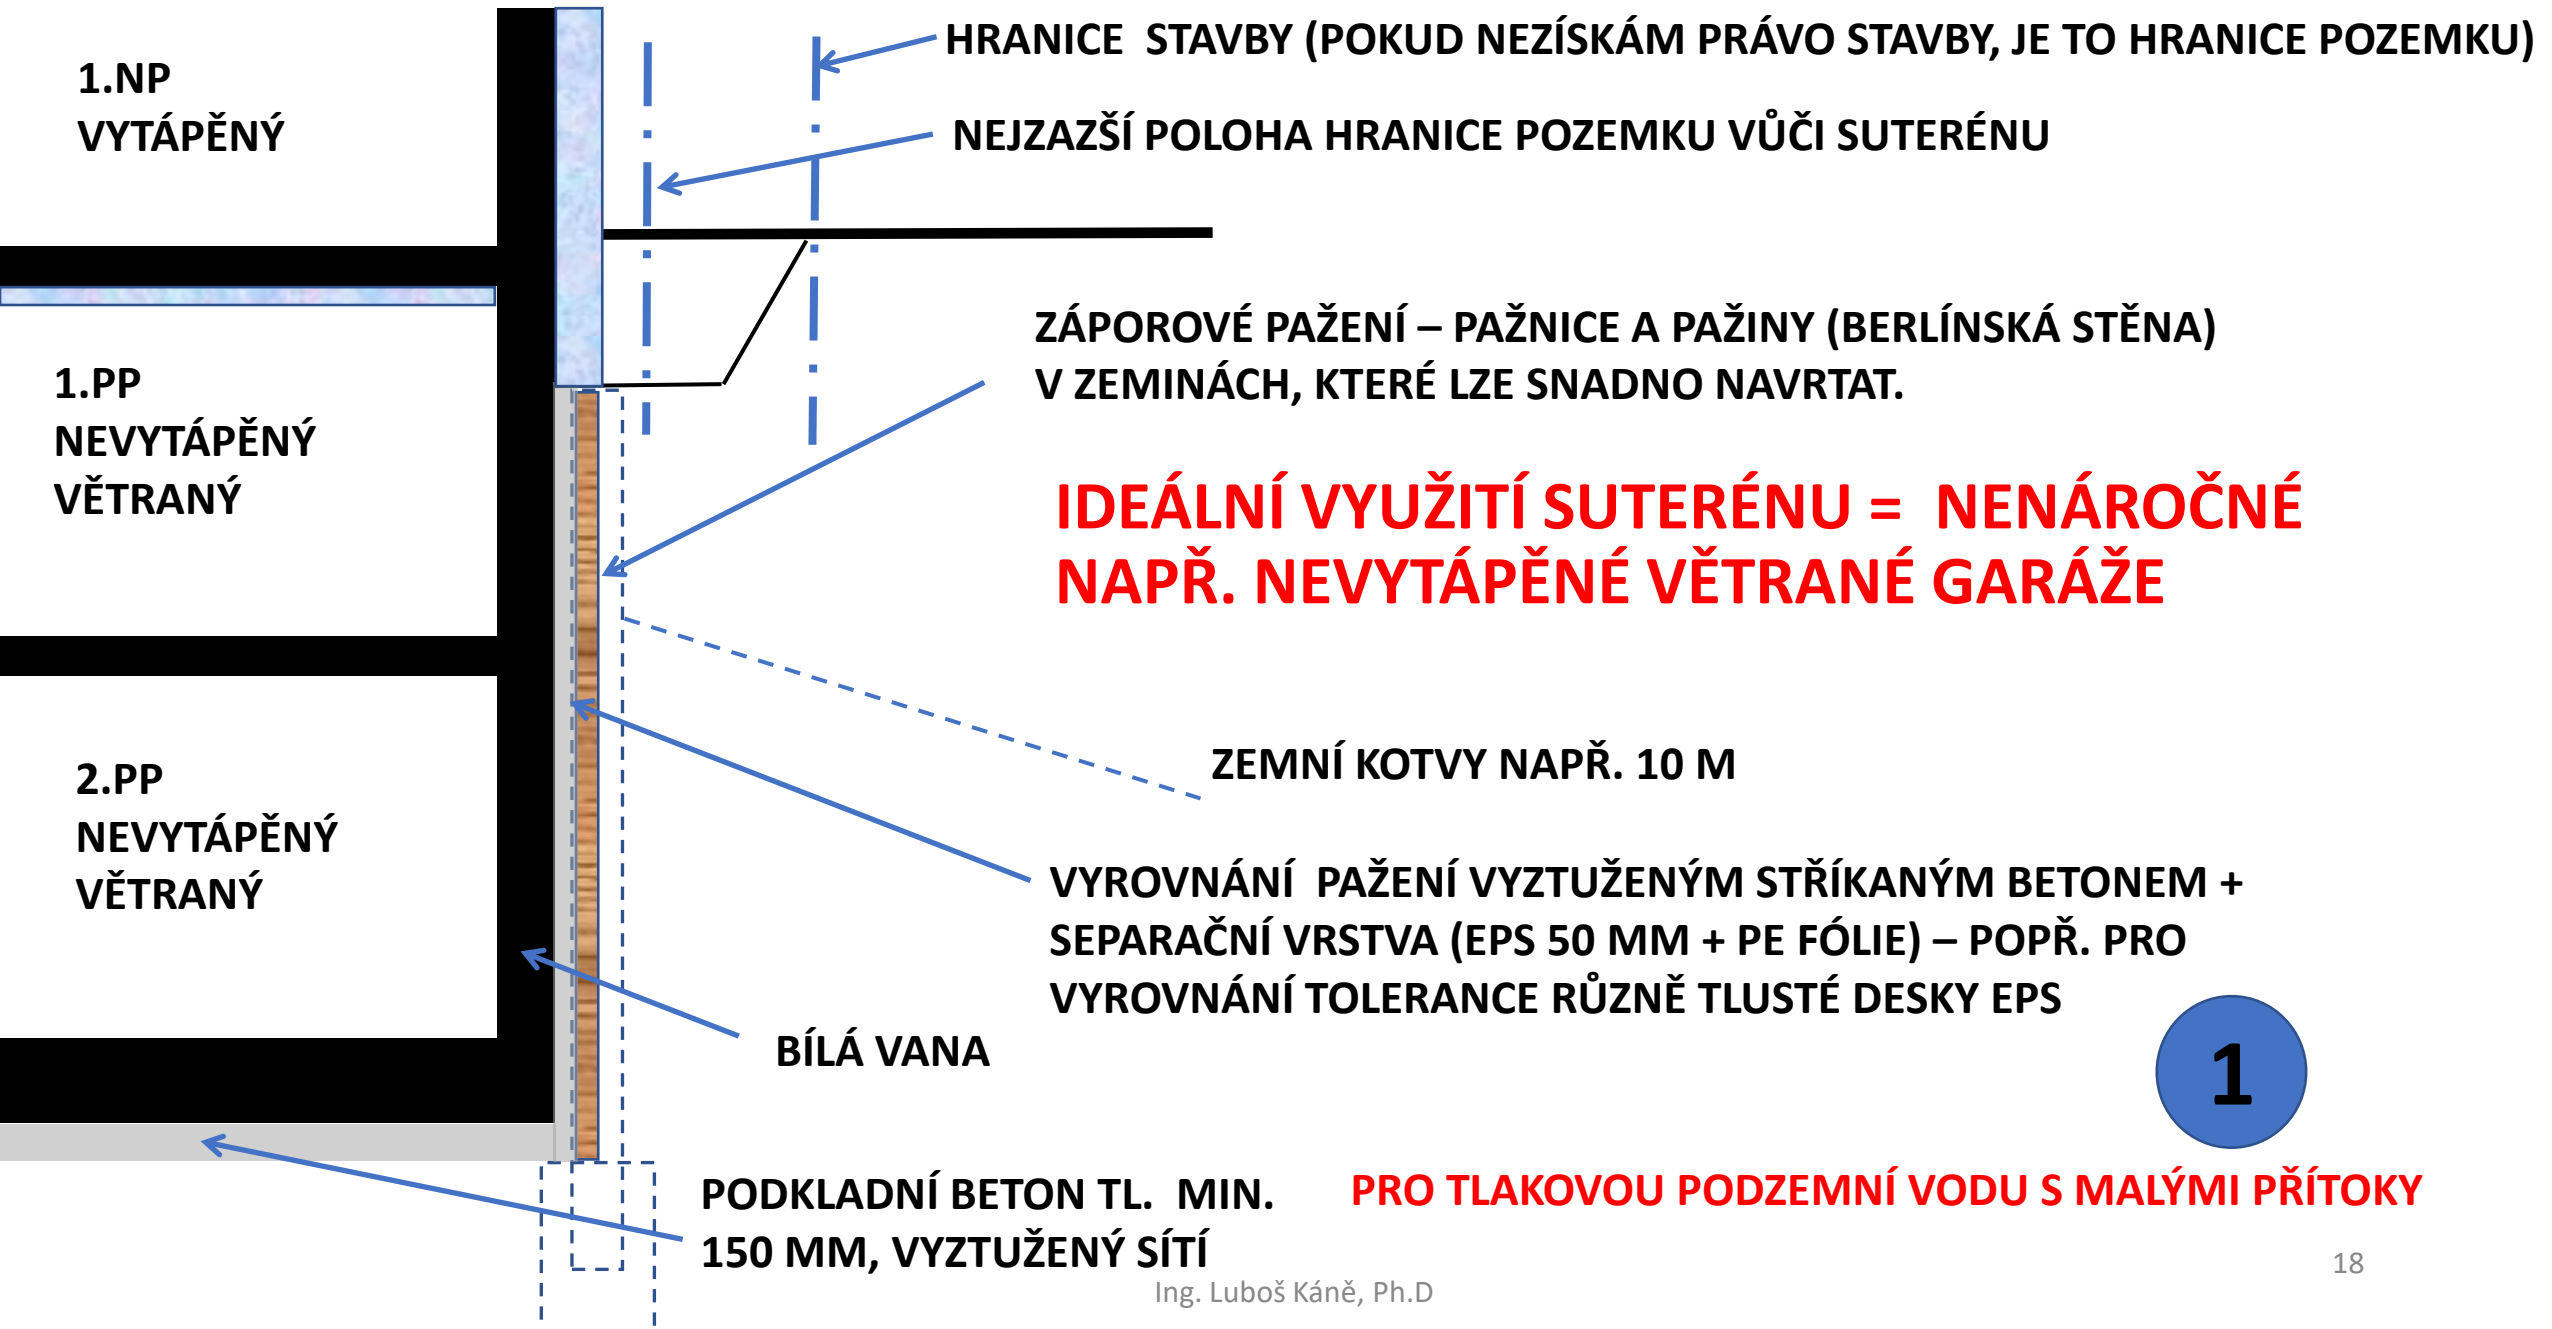 HRANICE  STAVBY (POKUD NEZÍSKÁM PRÁVO STAVBY, JE TO HRANICE POZEMKU)
1.NP
VYTÁPĚNÝ
NEJZAZŠÍ POLOHA HRANICE POZEMKU VŮČI SUTERÉNU
ZÁPOROVÉ PAŽENÍ – PAŽNICE A PAŽINY (BERLÍNSKÁ STĚNA)
V ZEMINÁCH, KTERÉ LZE SNADNO NAVRTAT.
1.PP
NEVYTÁPĚNÝ
VĚTRANÝ
IDEÁLNÍ VYUŽITÍ SUTERÉNU =  NENÁROČNÉ
NAPŘ. NEVYTÁPĚNÉ VĚTRANÉ GARÁŽE
ZEMNÍ KOTVY NAPŘ. 10 M
2.PP
NEVYTÁPĚNÝ
VĚTRANÝ
VYROVNÁNÍ  PAŽENÍ VYZTUŽENÝM STŘÍKANÝM BETONEM +
SEPARAČNÍ VRSTVA (EPS 50 MM + PE FÓLIE) – POPŘ. PRO
VYROVNÁNÍ TOLERANCE RŮZNĚ TLUSTÉ DESKY EPS
BÍLÁ VANA
1
PODKLADNÍ BETON TL.  MIN.
150 MM, VYZTUŽENÝ SÍTÍ
PRO TLAKOVOU PODZEMNÍ VODU S MALÝMI PŘÍTOKY
Ing. Luboš Káně, Ph.D
18